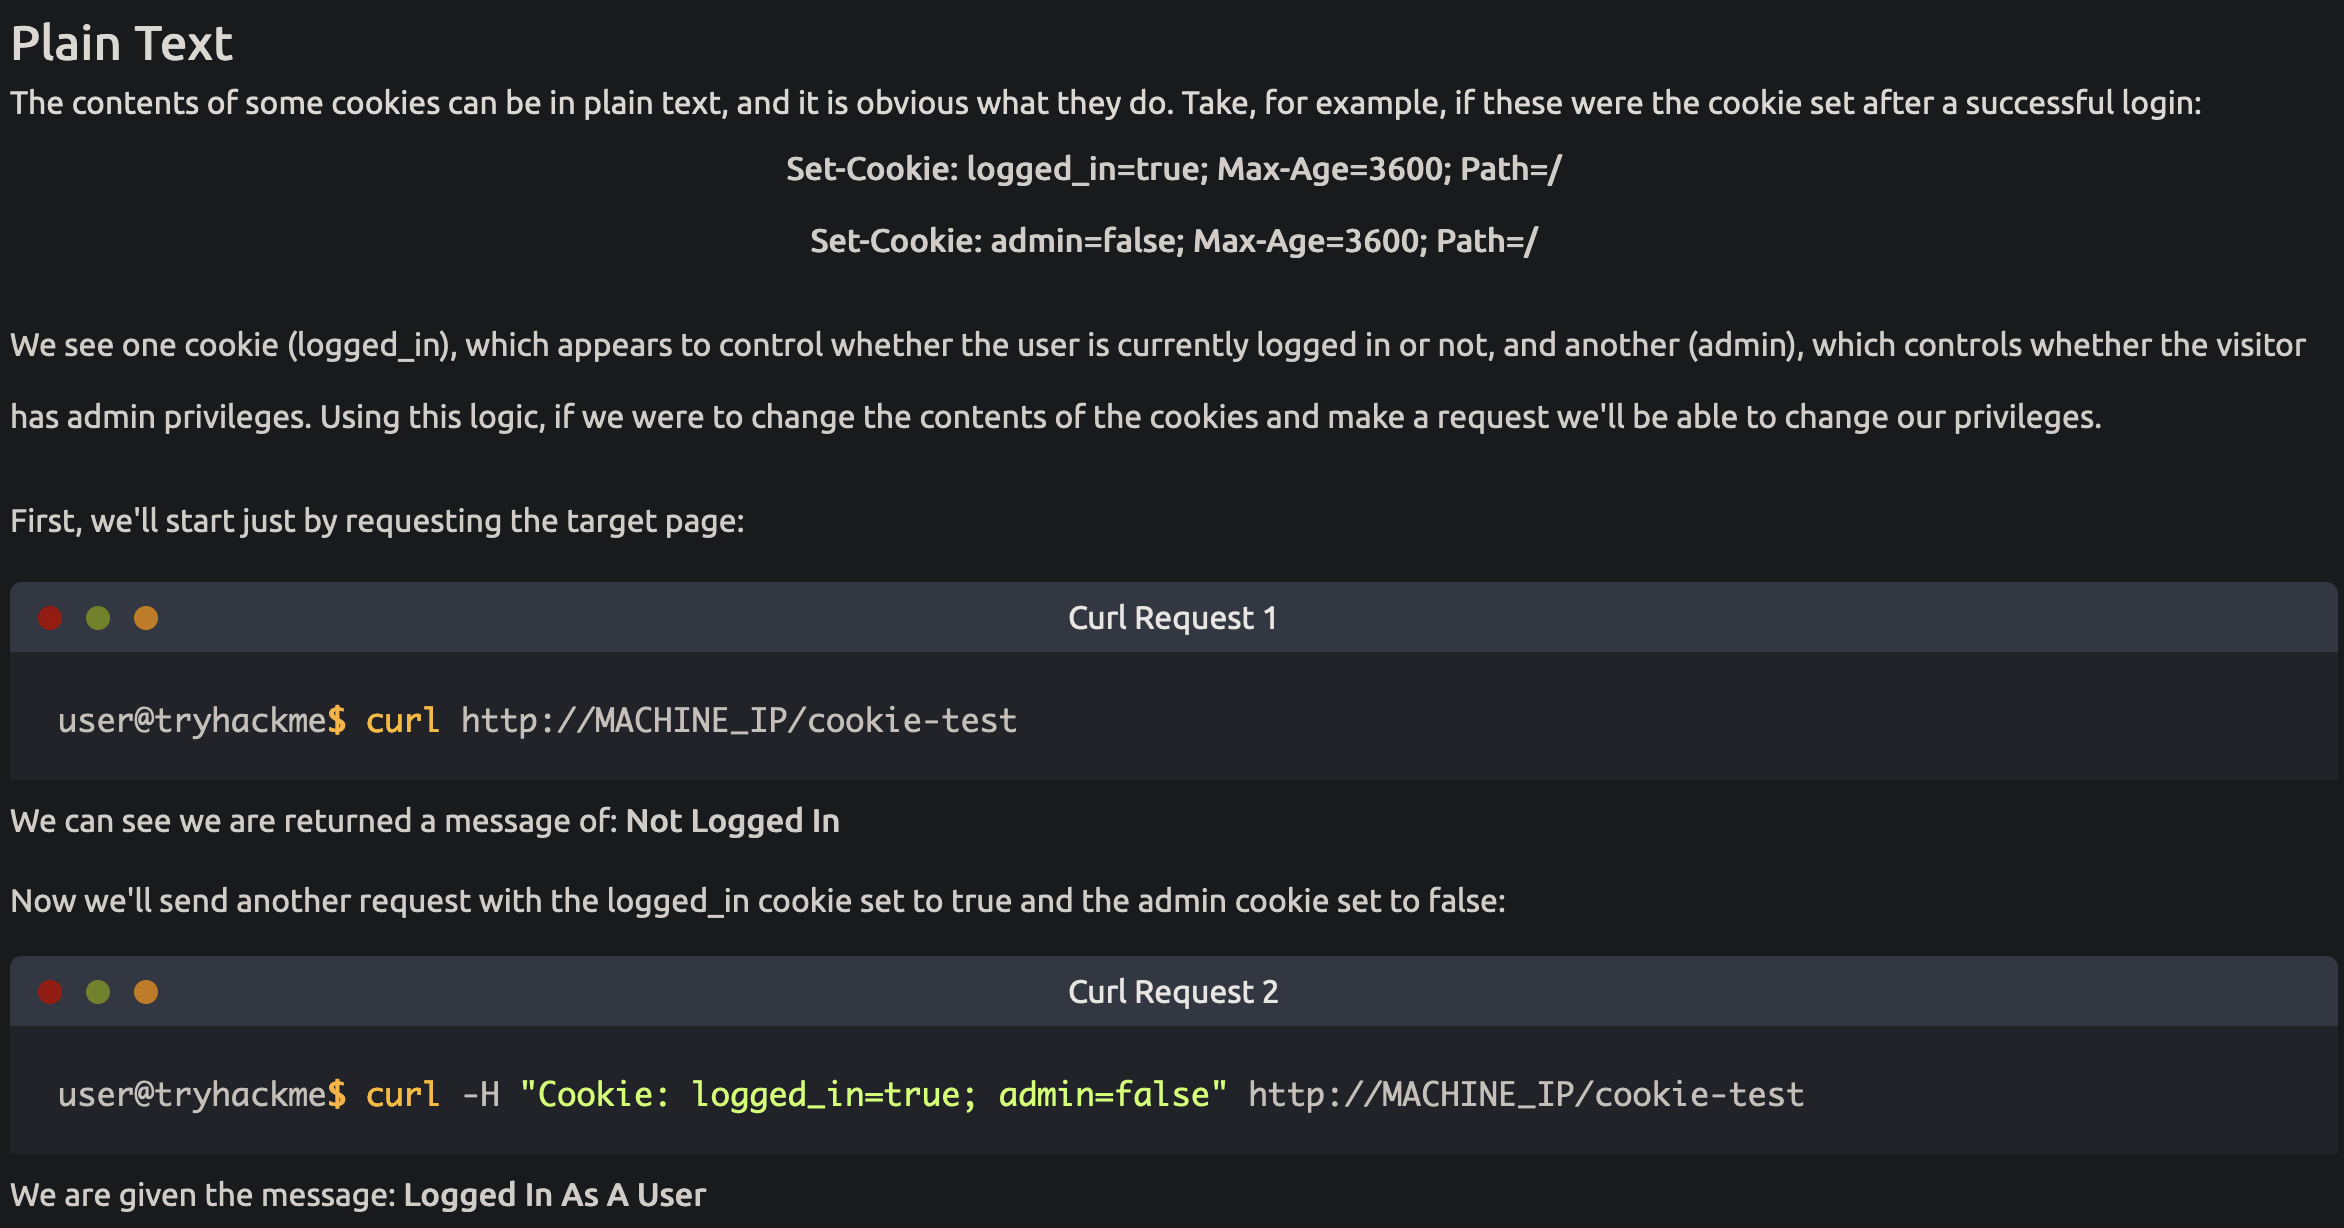 Plain Text
The contents of some cookies can be in plain text, and it is obvious what they do. Take, for example, if these were the cookie set after a successful login:
Set-Cookie: logged_in=true; Max-Age=3600; Path=/
Set-Cookie: admin=false; Max-Age=3600; Path=/
We see one cookie (logged_in), which appears to control whether the user is currently logged in or not, and another (admin), which controls whether the visitor
has admin privileges. Using this logic, if we were to change the contents of the cookies and make a request we'll be able to change our privileges.
First, we'll start just by requesting the target page:
Curl Request 1
user@tryhackme$ curl http://MACHINE_IP/cookie-test
We can see we are returned a message of: Not Logged In
Now we'll send another request with the logged_in cookie set to true and the admin cookie set to false:
Curl Request 2
user@tryhackme$ curl -H "Cookie: logged_in=true; admin=false" http://MACHINE_IP/cookie-test
We are given the message: Logged In As A User